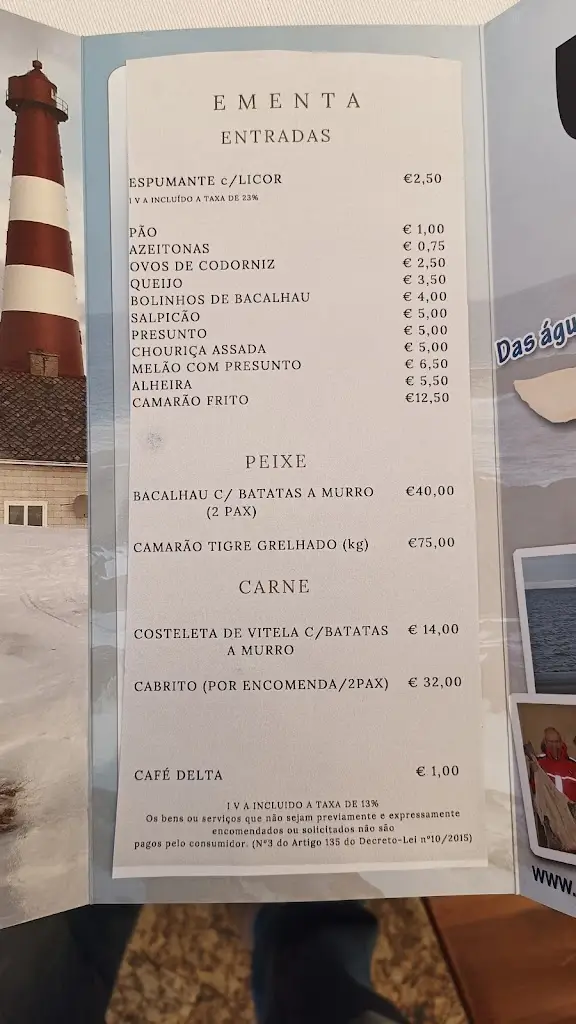 EMENTA
ENTRADAS
ESPUMANTE c/LICOR €2,50
I V A INCLUÍDO A TAXA DE 23%
PÃO € 1,00
AZEITONAS € 0,75
OVOS DE CODORNIZ € 2,50
QUEIJO € 3,50
BOLINHOS DE BACALHAU € 4,00
SALPICÃO € 5,00
PRESUNTO € 5,00
CHOURIÇA ASSADA € 5,00
MELÃO COM PRESUNTO € 6,50
ALHEIRA € 5,50
CAMARÃO FRITO €12,50
PEIXE
BACALHAU C/ BATATAS A MURRO €40,00
(2 PAX)
CAMARÃO TIGRE GRELHADO (kg) €75,00
CARNE
COSTELETA DE VITELA C/BATATAS € 14,00
A MURRO
CABRITO (POR ENCOMENDA/2PAX) € 32,00
CAFÉ DELTA € 1,00
I V A INCLUIDO A TAXA DE 13%
Os bens ou serviços que não sejam previamente e expressamente
encomendados ou solicitados não são
pagos pelo consumidor. (Nº3 do Artigo 135 do Decreto-Lei nº10/2015)
Das
www.